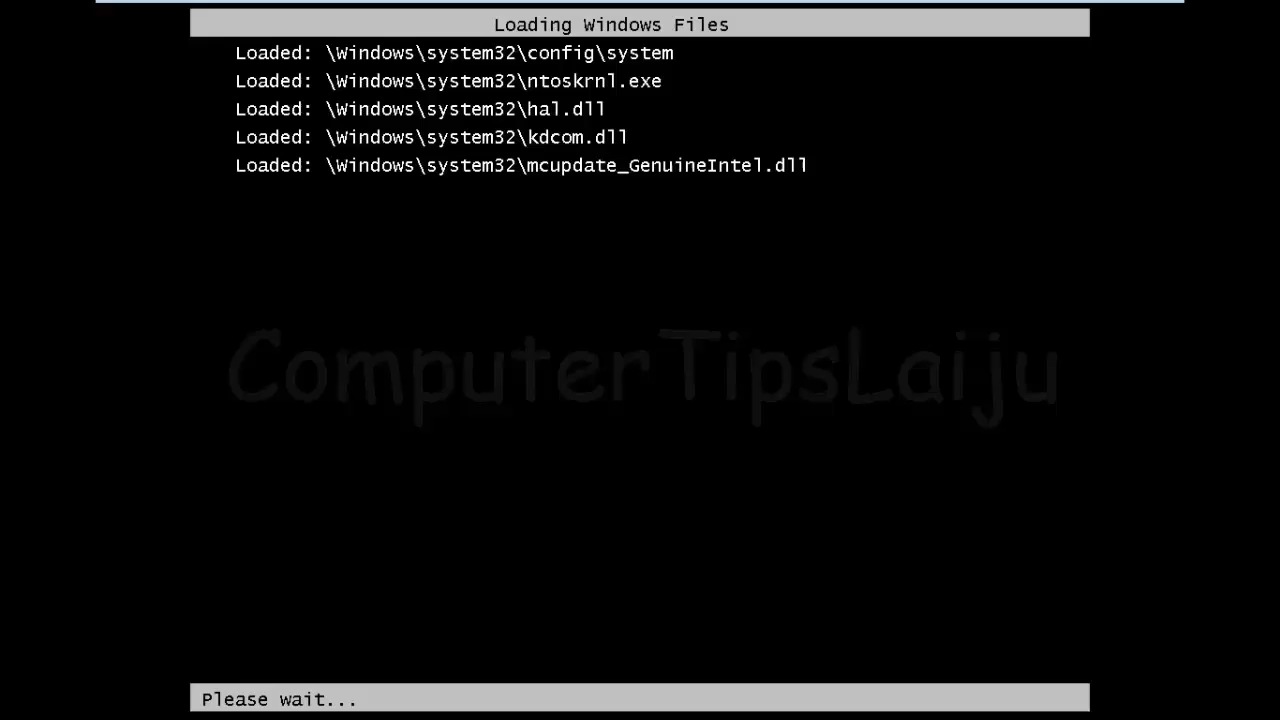 Loading Windows Files
Loaded: \Windows\system32\config\system
Loaded: \Windows\system32\ntoskrnl.exe
Loaded: \Windows\system32\hal.dll
Loaded: \Windows\system32\kdcom.dll
Loaded: \Windows\system32\mcupdate_GenuineIntel.dll
ComputerTipsLaiju
Please wait...